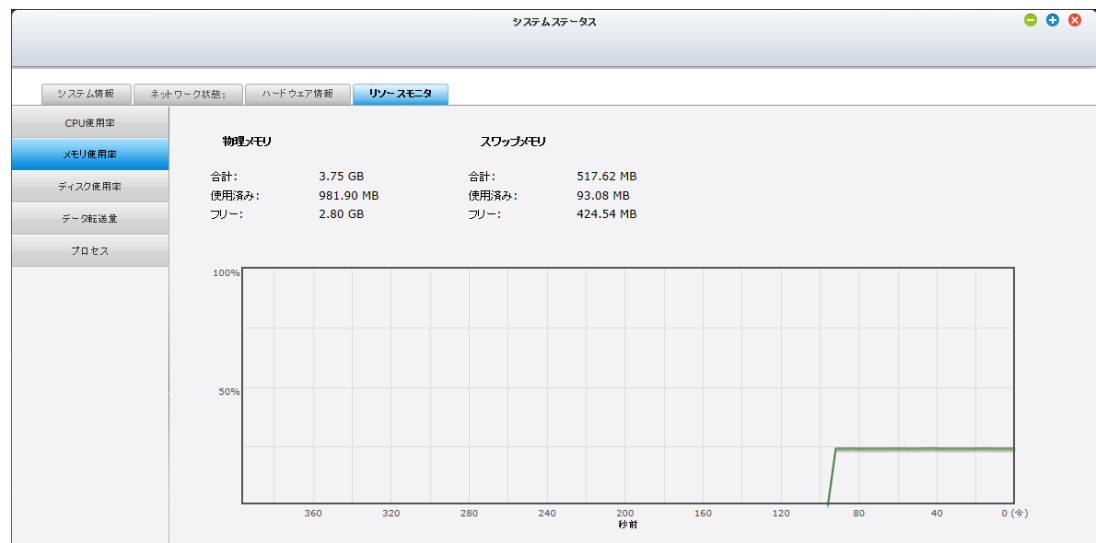 システムステータス
システム情報 ネットワーク状態: ハードウェア情報 リソースモニタ
CPU使用率
メモリ使用率
ディスク使用率
データ転送量
プロセス
物理メモリ スワップメモリ
合計: 3.75 GB 合計: 517.62 MB
使用済み: 981.90 MB 使用済み: 93.08 MB
フリー: 2.80 GB フリー: 424.54 MB
100%
50%
360 320 280 240 200 160 120 80 40 0 (今)
秒前